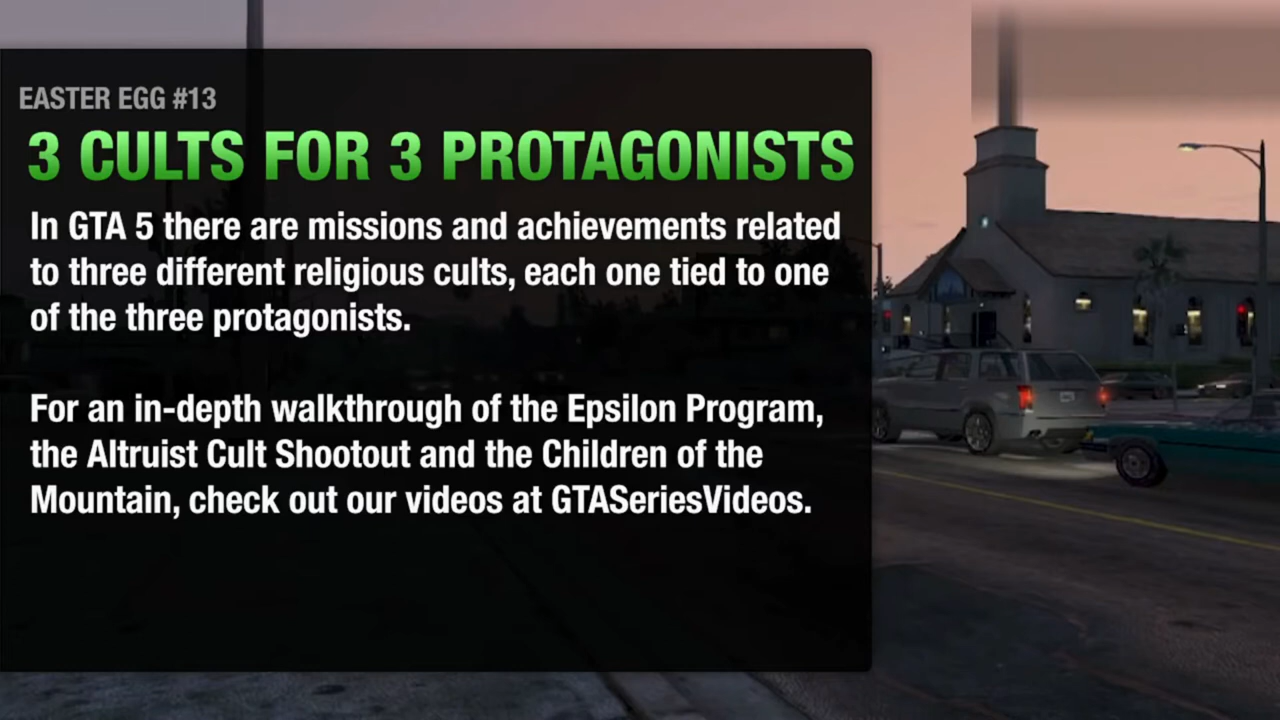 EASTER EGG #13
3 CULTS FOR 3 PROTAGONISTS
In GTA 5 there are missions and achievements related
to three different religious cults, each one tied to one
of the three protagonists.
For an in-depth walkthrough of the Epsilon Program,
the Altruist Cult Shootout and the Children of the
Mountain, check out our videos at GTASeriesVideos.